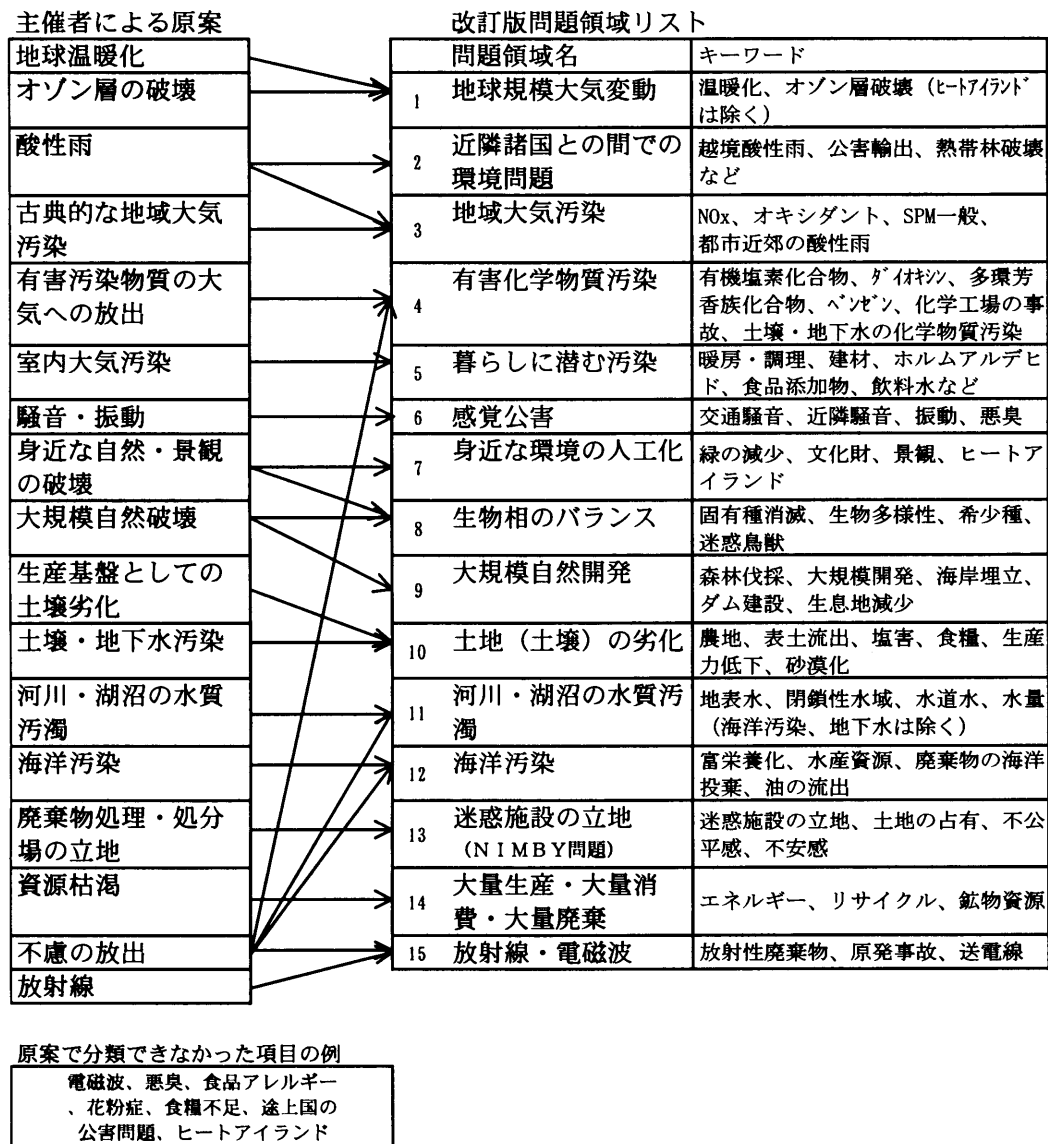 主催者による原案
地球温暖化
オゾン層の破壊
酸性雨
古典的な地域大気
汚染
有害汚染物質の大
気への放出
室内大気汚染
騒音・振動
身近な自然・景観
の破壊
大規模自然破壊
生産基盤としての
土壌劣化
土壌・地下水汚染
河川・湖沼の水質
汚濁
海洋汚染
廃棄物処理・処分
場の立地
資源枯渇
不慮の放出
放射線
改訂版問題領域リスト
問題領域名 キーワード
1 地球規模大気変動
温暖化、オゾン層破壊（ヒートアイランド
は除く）
2 近隣諸国との間での
環境問題
越境酸性雨、公害輸出、熱帯林破壊
など
3 地域大気汚染
NOx、オキシダント、SPM一般、
都市近郊の酸性雨
4 有害化学物質汚染
有機塩素化合物、ダイオキシン、多環芳
香族化合物、ベンゼン、化学工場の事
故、土壌・地下水の化学物質汚染
5 暮らしに潜む汚染
暖房・調理、建材、ホルムアルデヒ
ド、食品添加物、飲料水など
6 感覚公害
交通騒音、近隣騒音、振動、悪臭
7 身近な環境の人工化
緑の減少、文化財、景観、ヒートア
イランド
8 生物相のバランス
固有種消滅、生物多様性、希少種、
迷惑鳥獣
9 大規模自然開発
森林伐採、大規模開発、海岸埋立、
ダム建設、生息地減少
10 土地（土壌）の劣化
農地、表土流出、塩害、食糧、生産
力低下、砂漠化
11 河川・湖沼の水質汚
濁
地表水、閉鎖性水域、水道水、水量
（海洋汚染、地下水は除く）
12 海洋汚染
富栄養化、水産資源、廃棄物の海洋
投棄、油の流出
13 迷惑施設の立地
（ＮＩＭＢＹ問題）
迷惑施設の立地、土地の占有、不公
平感、不安感
14 大量生産・大量消
費・大量廃棄
エネルギー、リサイクル、鉱物資源
15 放射線・電磁波
放射性廃棄物、原発事故、送電線
原案で分類できなかった項目の例
電磁波、悪臭、食品アレルギー
、花粉症、食糧不足、途上国の
公害問題、ヒートアイランド